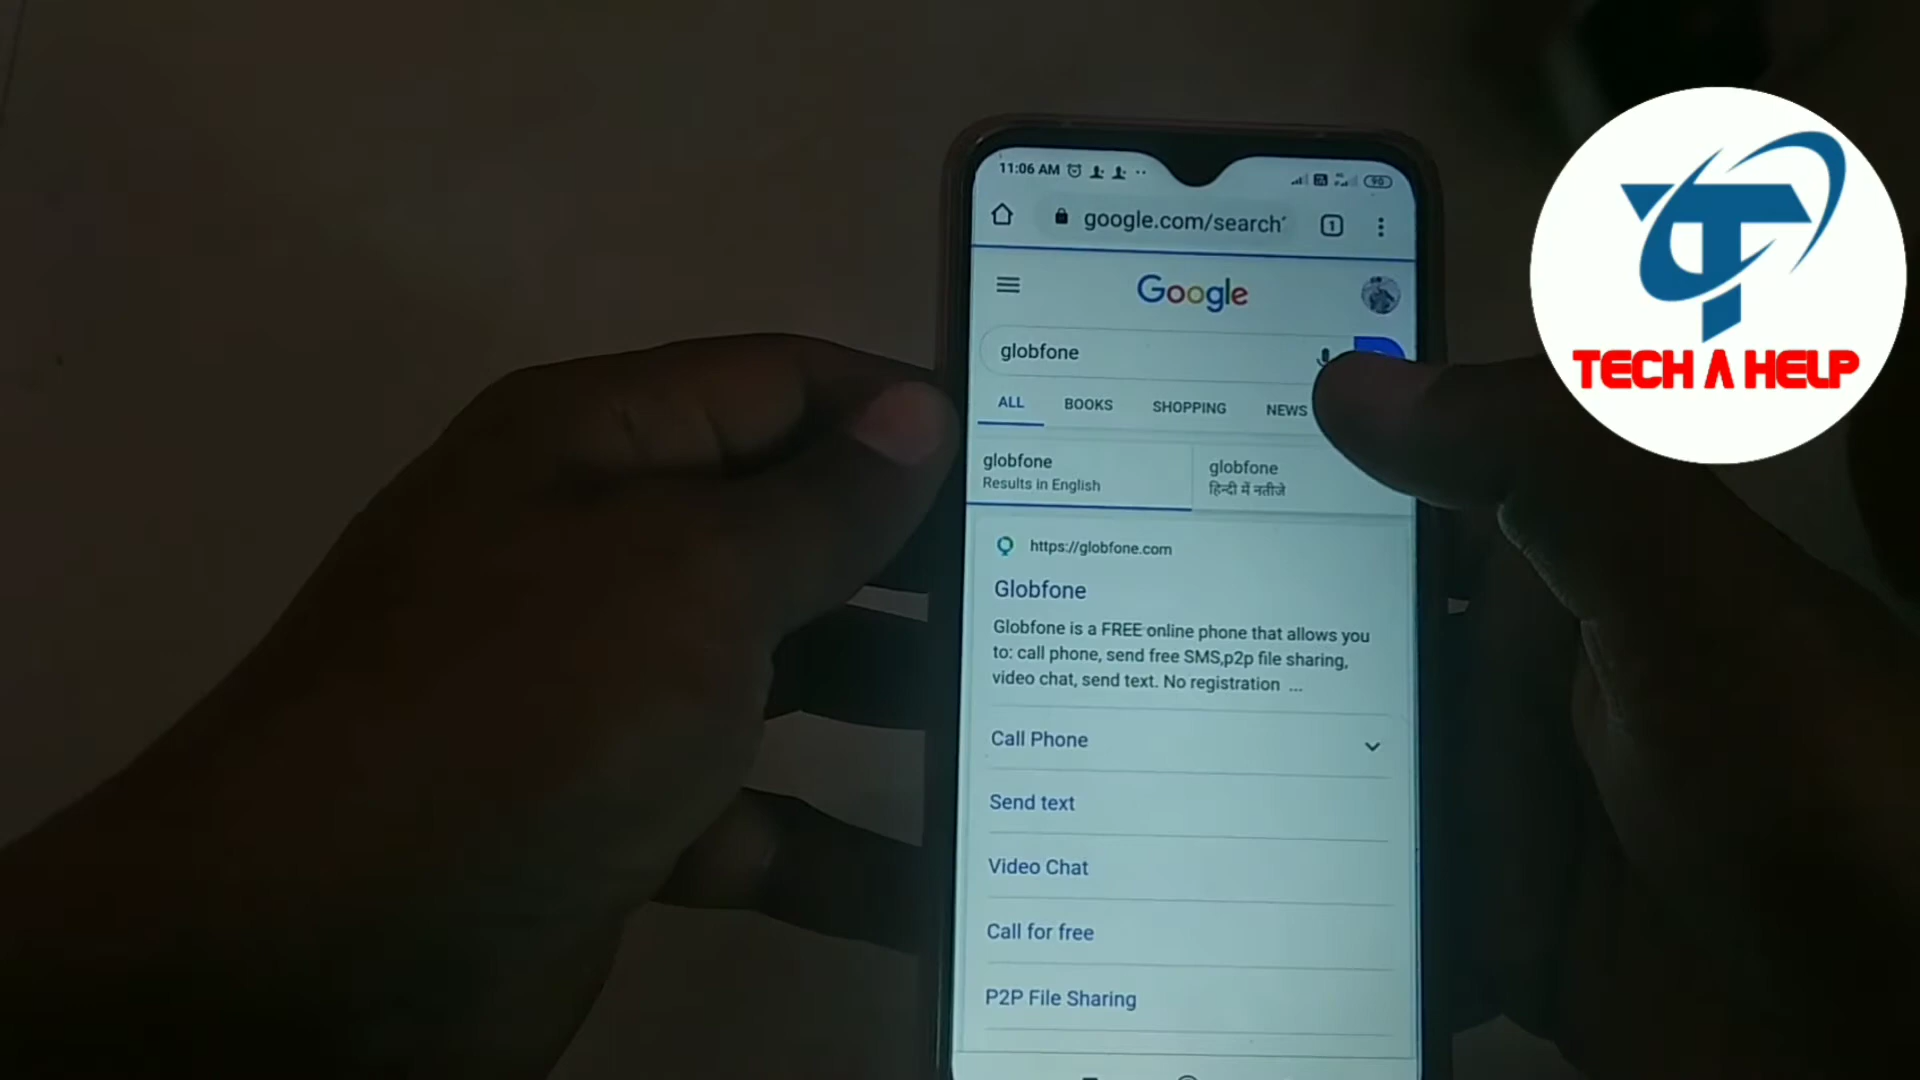 11:06 AM
90
google.com/search?
1
Google
globfone
ALL BOOKS SHOPPING NEWS
globfone
Results in English
globfone
हिन्दी में नतीजे
https://globfone.com
Globfone
Globfone is a FREE online phone that allows you
to: call phone, send free SMS,p2p file sharing,
video chat, send text. No registration ...
Call Phone
Send text
Video Chat
Call for free
P2P File Sharing
TECH A HELP